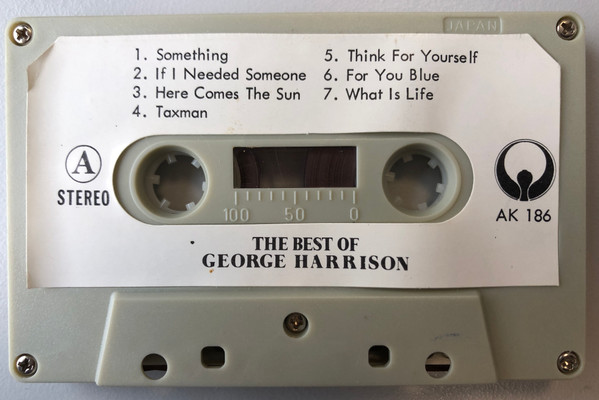 JAPAN
1. Something
2. If I Needed Someone
3. Here Comes The Sun
4. Taxman
5. Think For Yourself
6. For You Blue
7. What Is Life
A
STEREO
100 50 0
AK 186
THE BEST OF
GEORGE HARRISON